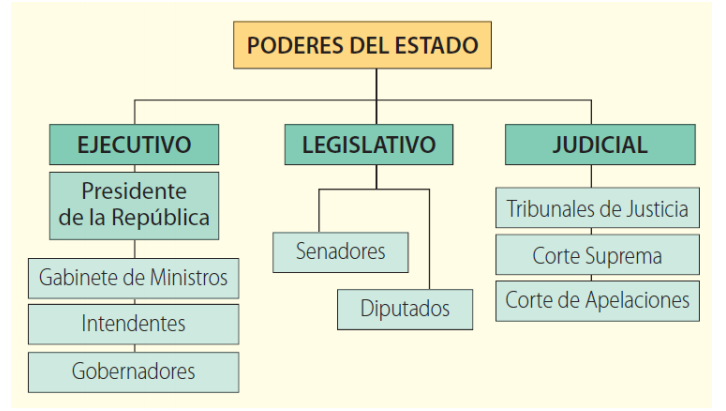 PODERES DEL ESTADO
EJECUTIVO
Presidente
de la República
Gabinete de Ministros
Intendentes
Gobernadores
LEGISLATIVO
Senadores
Diputados
JUDICIAL
Tribunales de Justicia
Corte Suprema
Corte de Apelaciones